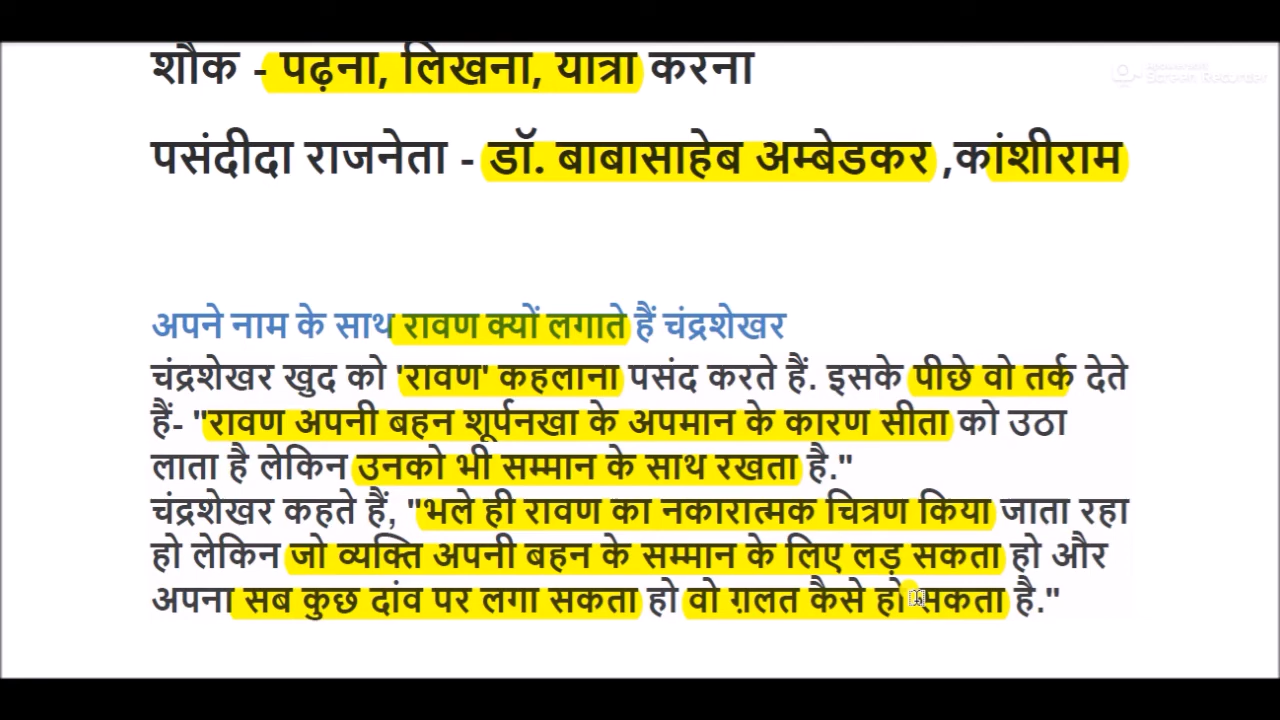 शौक - पढ़ना, लिखना, यात्रा करना
पसंदीदा राजनेता - डॉ. बाबासाहेब अम्बेडकर ,कांशीराम
अपने नाम के साथ रावण क्यों लगाते हैं चंद्रशेखर
चंद्रशेखर खुद को 'रावण' कहलाना पसंद करते हैं. इसके पीछे वो तर्क देते
हैं- "रावण अपनी बहन शूर्पनखा के अपमान के कारण सीता को उठा
लाता है लेकिन उनको भी सम्मान के साथ रखता है."
चंद्रशेखर कहते हैं, "भले ही रावण का नकारात्मक चित्रण किया जाता रहा
हो लेकिन जो व्यक्ति अपनी बहन के सम्मान के लिए लड़ सकता हो और
अपना सब कुछ दांव पर लगा सकता हो वो ग़लत कैसे हो सकता है."
Screen Recorder